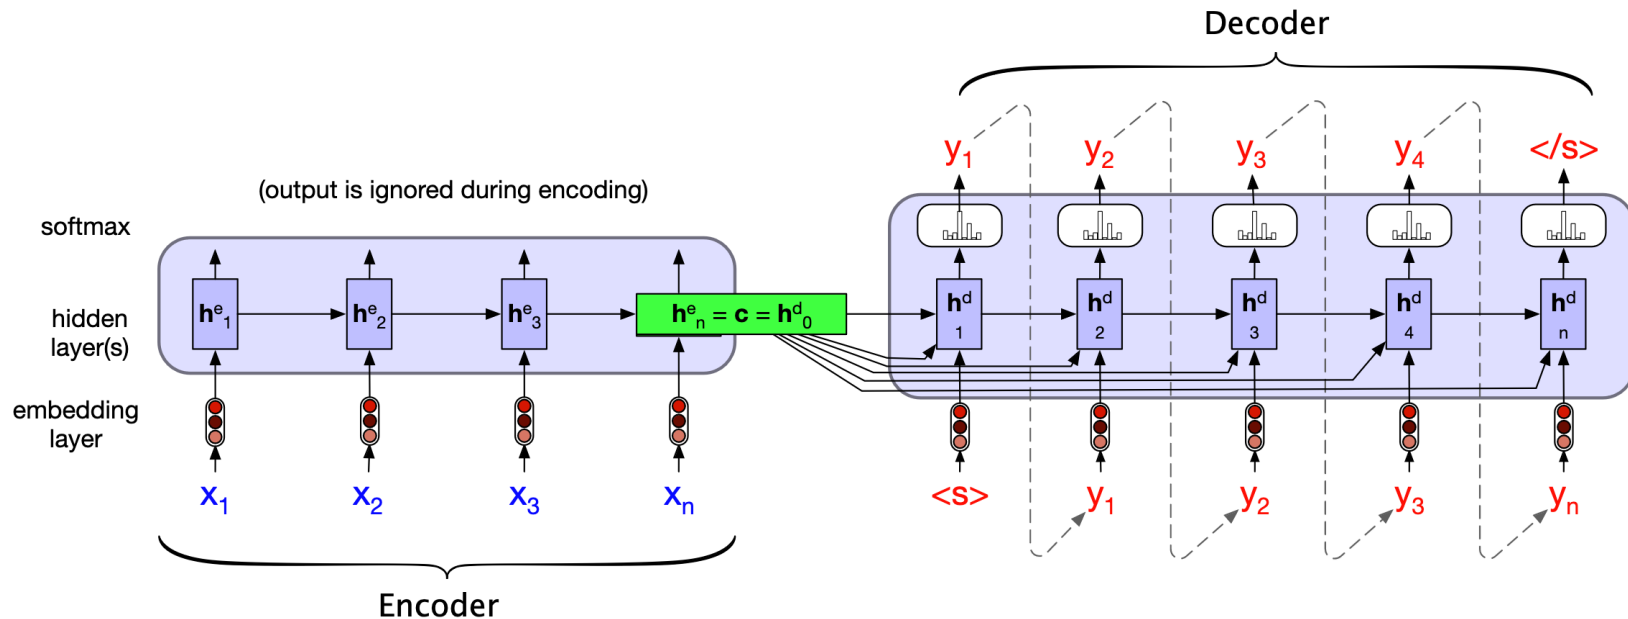 Decoder
y1 y2 y3 y4 </s>
(output is ignored during encoding)
softmax
hidden
layer(s)
he1 he2 he3 hen = c = hd0 hd1 hd2 hd3 hd4 hdn
embedding
layer
x1 x2 x3 xn <s> y1 y2 y3 yn
Encoder